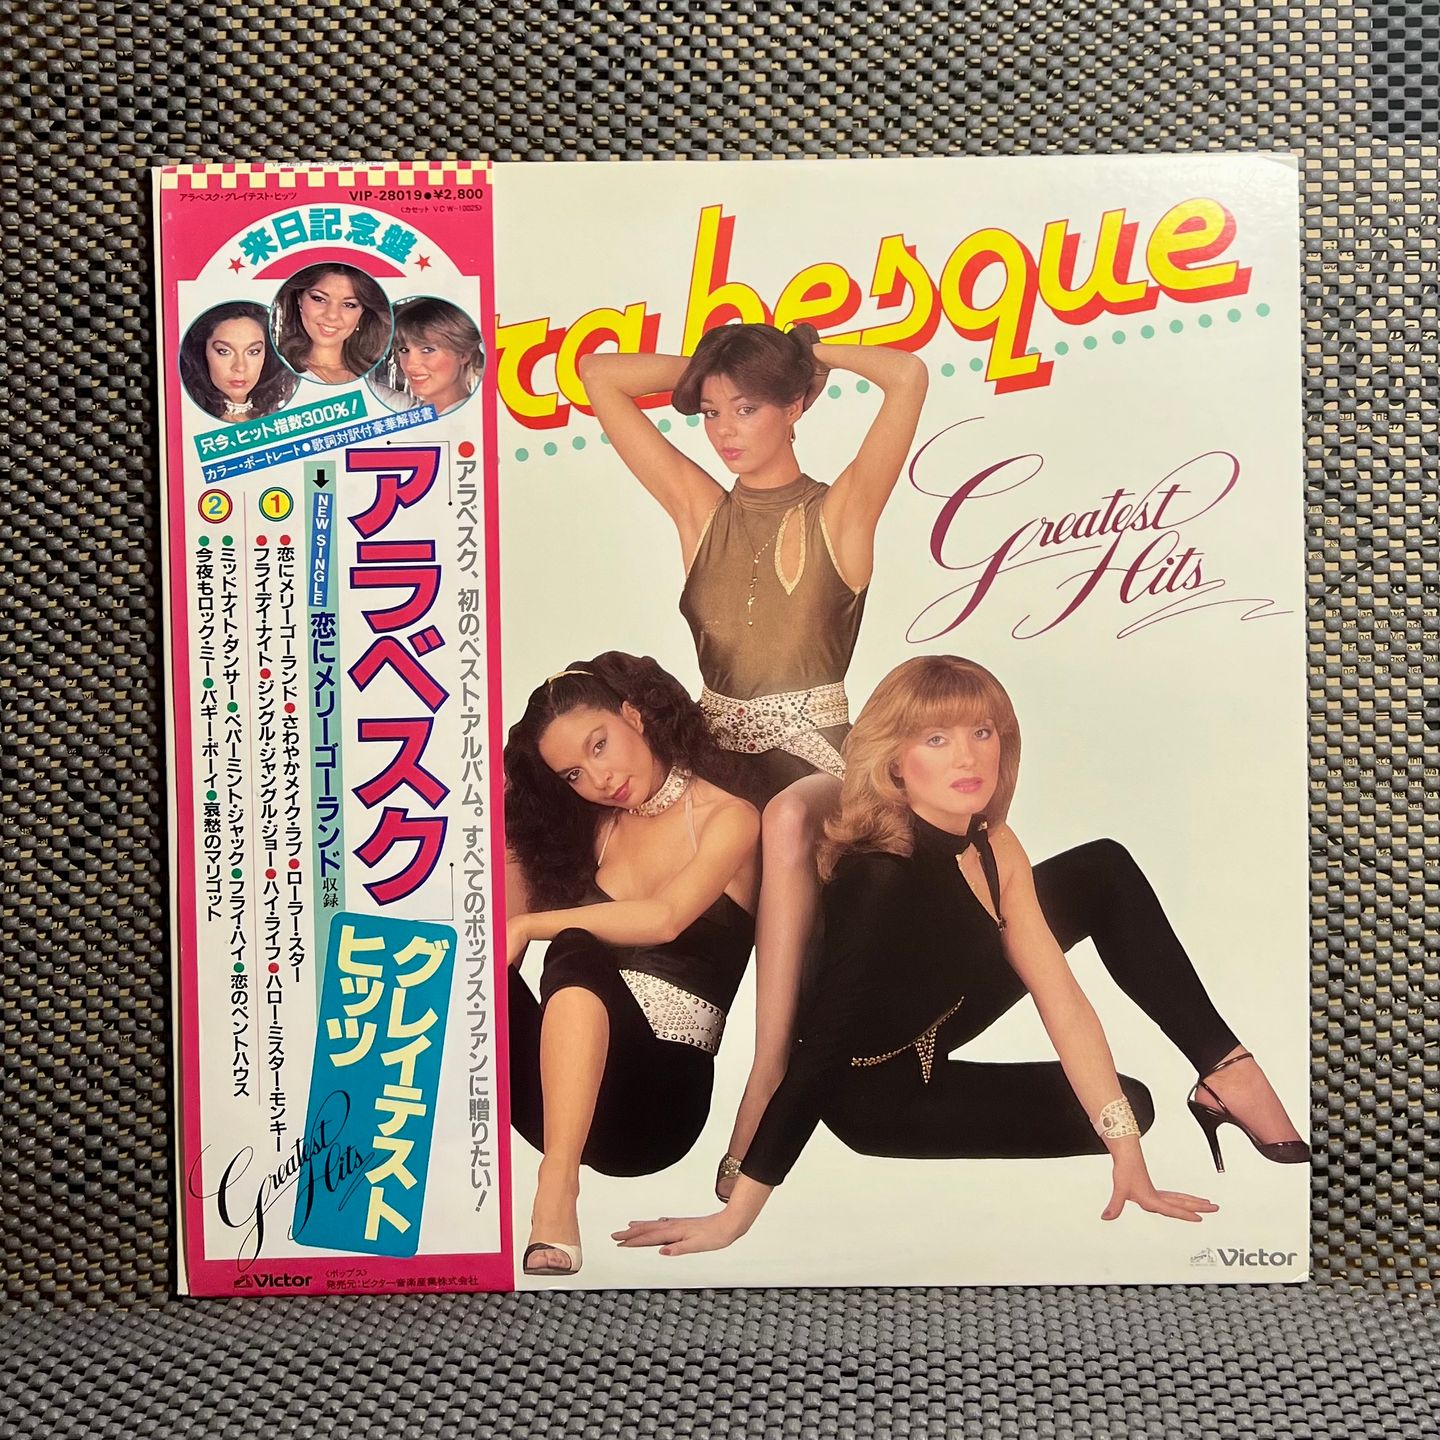 アラベスク・グレイテスト・ヒッツ
VIP-28019●¥2,800
(カセット VCW-10025)
★来日記念盤★
只今、ヒット指数300%!
カラー・ポートレート●歌詞対訳付豪華解説書
●アラベスク、初のベスト・アルバム。すべてのポップス・ファンに贈りたい!
アラベスク
グレイテスト
ヒッツ
Greatest
Hits
↓NEW SINGLE 恋にメリーゴーランド収録
1
●恋にメリーゴーランド●さわやかメイク・ラブ●ローラー・スター
●フライデイ・ナイト●ジングル・ジャングル・ジョー●ハイ・ライフ●ハロー・ミスター・モンキー
2
●ミッドナイト・ダンサー●ペパーミント・ジャック●フライ・ハイ●恋のペントハウス
●今夜もロック・ミー●バギー・ボーイ●哀愁のマリゴット
Victor
〈ポップス〉
発売元:ビクター音楽産業株式会社
rabesque
Greatest
Hits
Victor